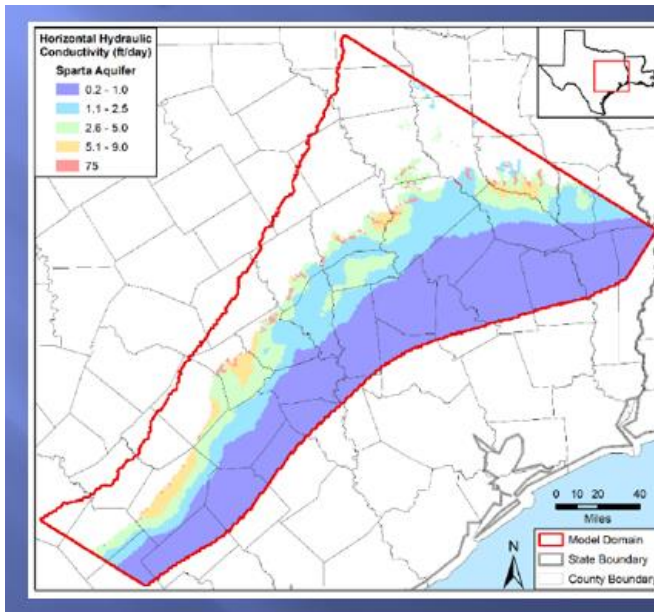 Horizontal Hydraulic
Conductivity (ft/day)
Sparta Aquifer
0.2 - 1.0
1.1 - 2.5
2.6 - 5.0
5.1 - 9.0
75
0 10 20 40
Miles
N
Model Domain
State Boundary
County Boundary